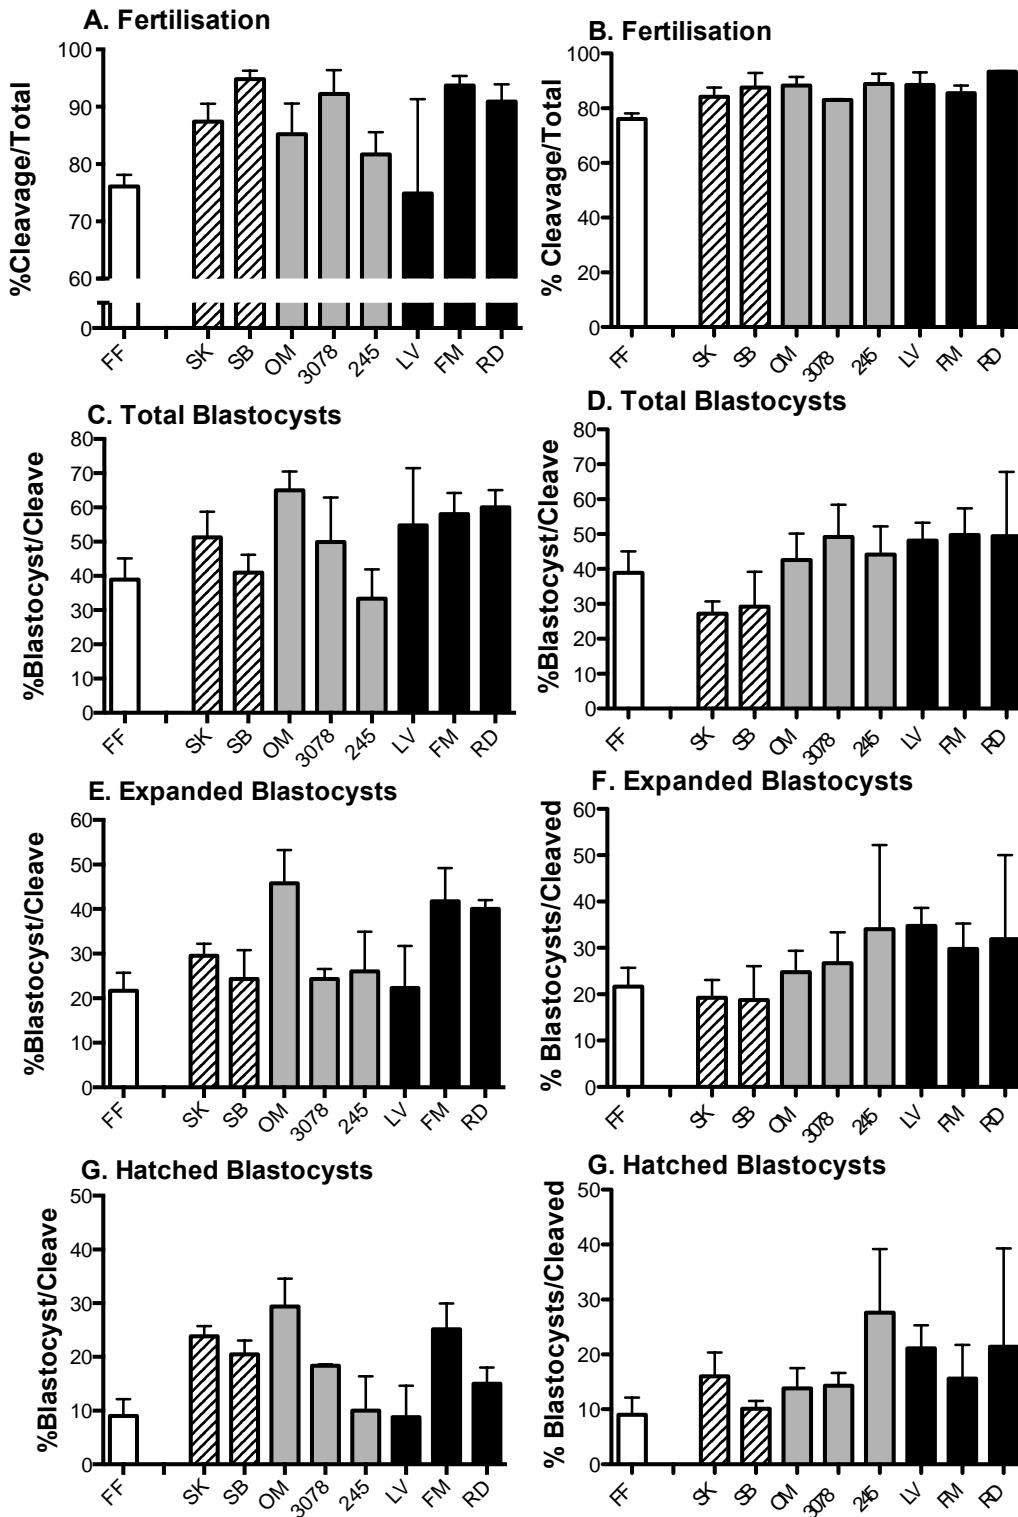 A. Fertilisation
%Cleavage/Total
100
90
80
70
60
0
FF SK SB OM 3078 245 LV FM RD
B. Fertilisation
% Cleavage/Total
100
80
60
40
20
0
FF SK SB OM 3078 245 LV FM RD
C. Total Blastocysts
%Blastocyst/Cleave
80
70
60
50
40
30
20
10
0
FF SK SB OM 3078 245 LV FM RD
D. Total Blastocysts
%Blastocyst/Cleave
80
70
60
50
40
30
20
10
0
FF SK SB OM 3078 245 LV FM RD
E. Expanded Blastocysts
%Blastocyst/Cleave
60
50
40
30
20
10
0
FF SK SB OM 3078 245 LV FM RD
F. Expanded Blastocysts
% Blastocysts/Cleaved
60
50
40
30
20
10
0
FF SK SB OM 3078 245 LV FM RD
G. Hatched Blastocysts
%Blastocyst/Cleave
50
40
30
20
10
0
FF SK SB OM 3078 245 LV FM RD
G. Hatched Blastocysts
% Blastocysts/Cleaved
50
40
30
20
10
0
FF SK SB OM 3078 245 LV FM RD